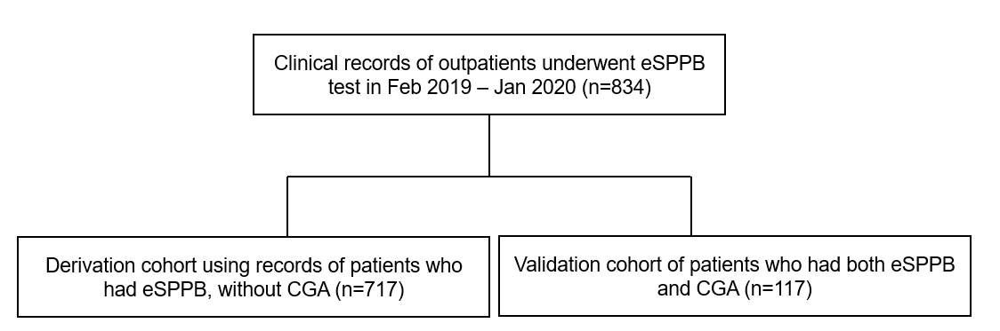 Clinical records of outpatients underwent eSPPB
test in Feb 2019 – Jan 2020 (n=834)
Derivation cohort using records of patients who
had eSPPB, without CGA (n=717)
Validation cohort of patients who had both eSPPB
and CGA (n=117)